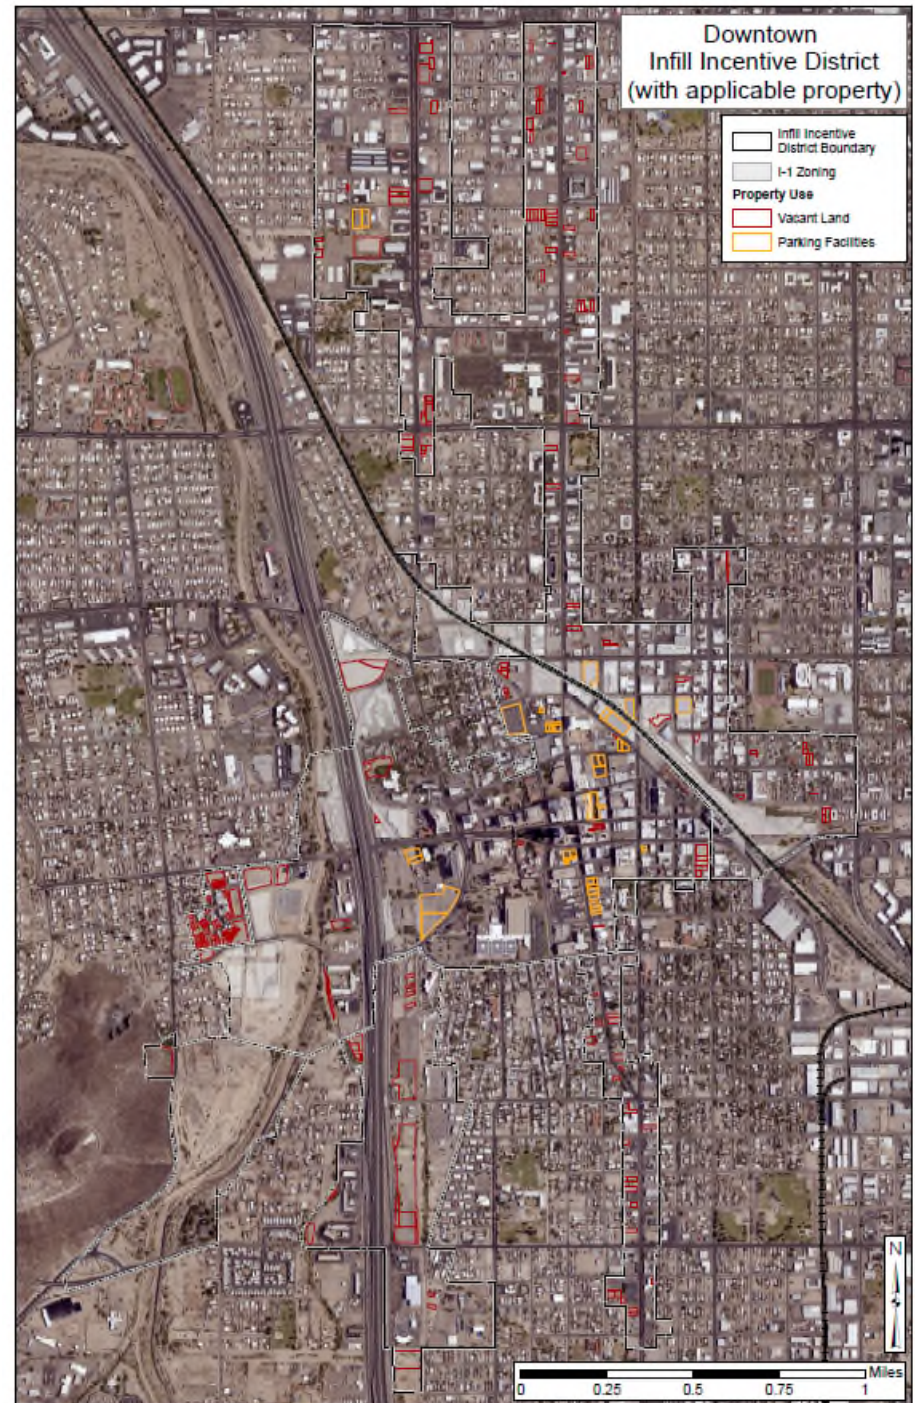 Downtown
Infill Incentive District
(with applicable property)
Infill Incentive
District Boundary
I-1 Zoning
Property Use
Vacant Land
Parking Facilities
N
Miles
0 0.25 0.5 0.75 1